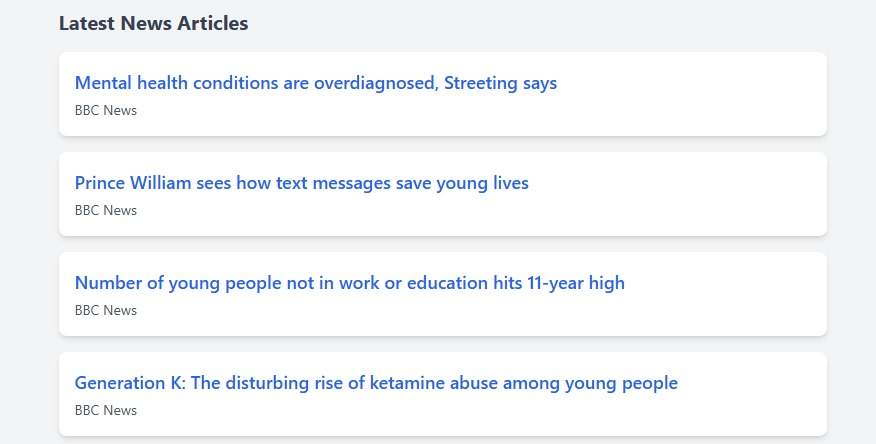 Latest News Articles
Mental health conditions are overdiagnosed, Streeting says
BBC News
Prince William sees how text messages save young lives
BBC News
Number of young people not in work or education hits 11-year high
BBC News
Generation K: The disturbing rise of ketamine abuse among young people
BBC News